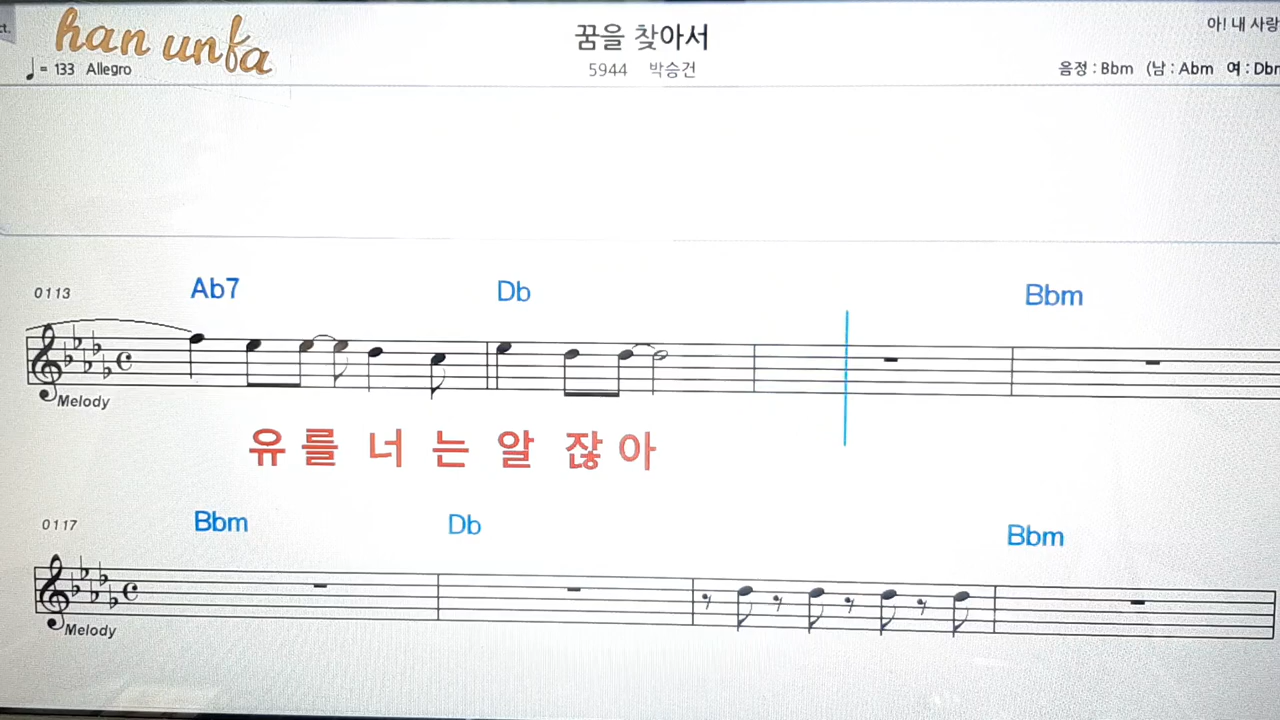 ct.
han unfa
꿈을 찾아서
아! 내 사랑
♩ = 133 Allegro
5944 박승건
음정 : Bbm (남 : Abm 여 : Dbm
0113
Ab7 Db Bbm
Melody
유 를 너 는 알 잖 아
0117
Bbm Db Bbm
Melody